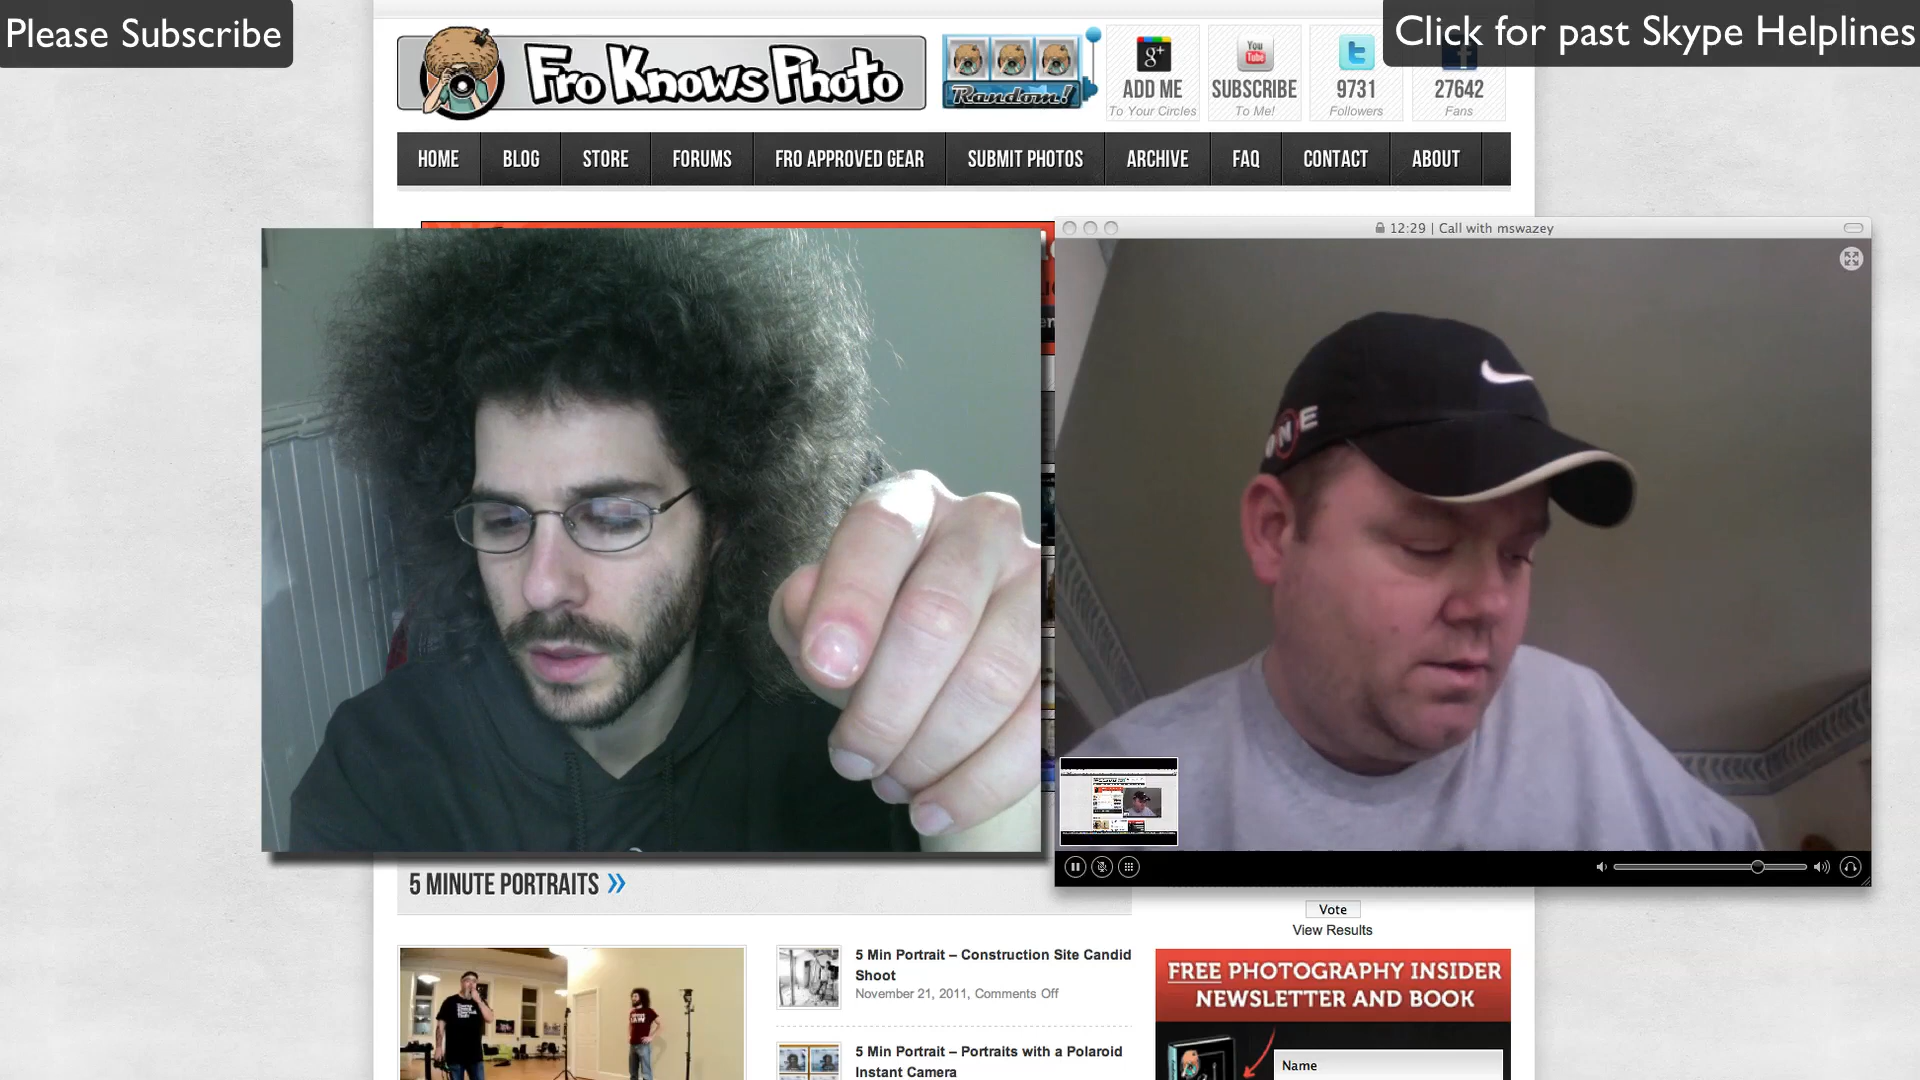 Please Subscribe
Click for past Skype Helplines
Fro Knows Photo
Random!
g+
You
Tube
ADD ME
To Your Circles
SUBSCRIBE
To Me!
9731
Followers
27642
Fans
HOME
BLOG
STORE
FORUMS
FRO APPROVED GEAR
SUBMIT PHOTOS
ARCHIVE
FAQ
CONTACT
ABOUT
12:29 | Call with mswazey
ONE
5 MINUTE PORTRAITS »
Vote
View Results
5 Min Portrait – Construction Site Candid
Shoot
November 21, 2011, Comments Off
5 Min Portrait – Portraits with a Polaroid
Instant Camera
FREE PHOTOGRAPHY INSIDER
NEWSLETTER AND BOOK
Name